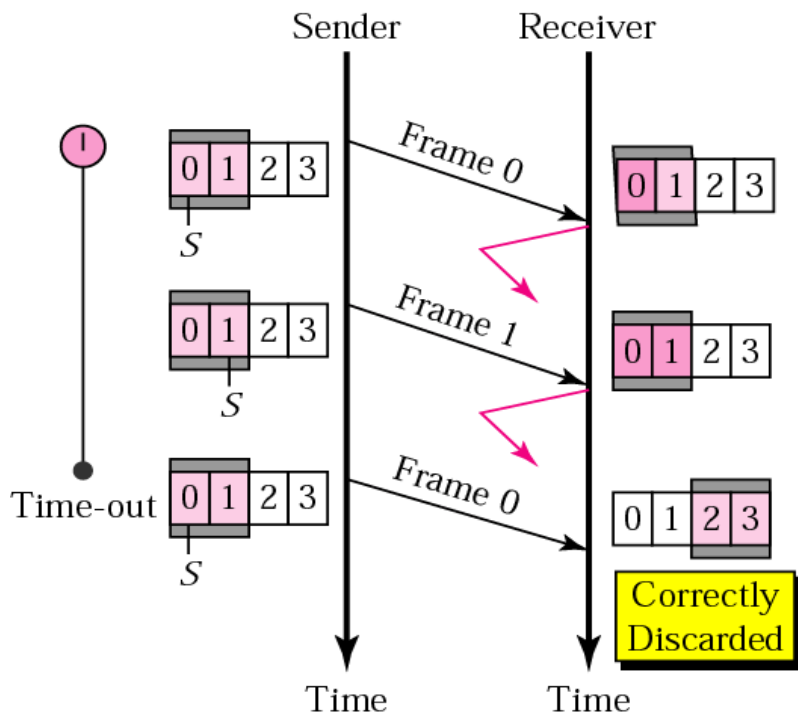 Sender Receiver
Frame 0
0 1 2 3
0 1 2 3
S
Frame 1
0 1 2 3
0 1 2 3
S
Frame 0
0 1 2 3
0 1 2 3
Time-out
S
Correctly
Discarded
Time Time